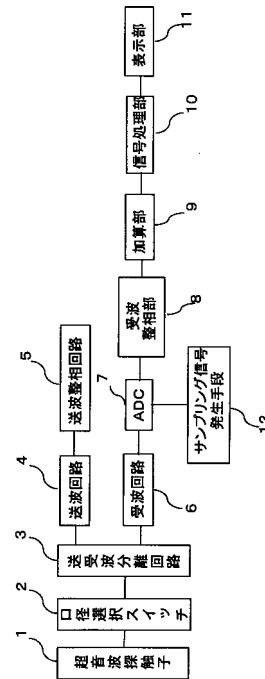 1
超音波探触子
2
口径選択スイッチ
3
送受波分離回路
4
送波回路
5
送波整相回路
6
受波回路
7
ADC
8
受波
整相部
9
加算部
10
信号処理部
11
表示部
12
サンプリング信号
発生手段